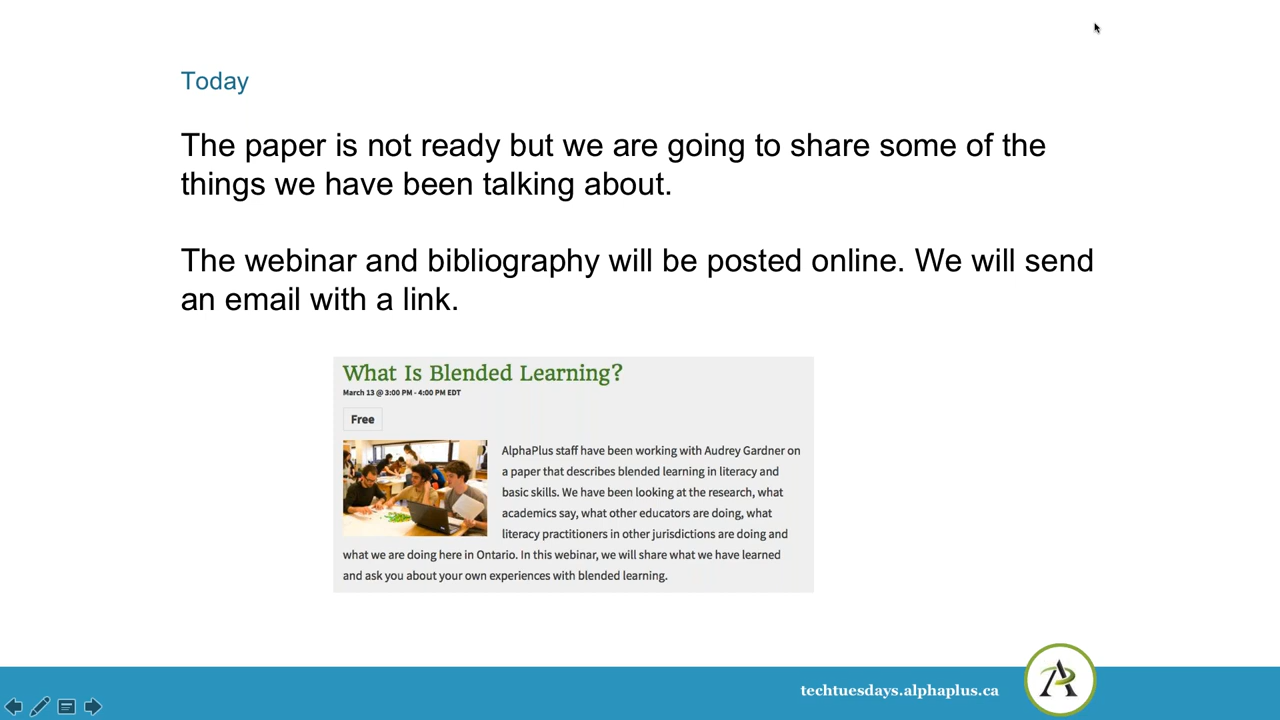 Today
The paper is not ready but we are going to share some of the
things we have been talking about.
The webinar and bibliography will be posted online. We will send
an email with a link.
What Is Blended Learning?
March 13 @ 3:00 PM - 4:00 PM EDT
Free
AlphaPlus staff have been working with Audrey Gardner on
a paper that describes blended learning in literacy and
basic skills. We have been looking at the research, what
academics say, what other educators are doing, what
literacy practitioners in other jurisdictions are doing and
what we are doing here in Ontario. In this webinar, we will share what we have learned
and ask you about your own experiences with blended learning.
techtuesdays.alphaplus.ca